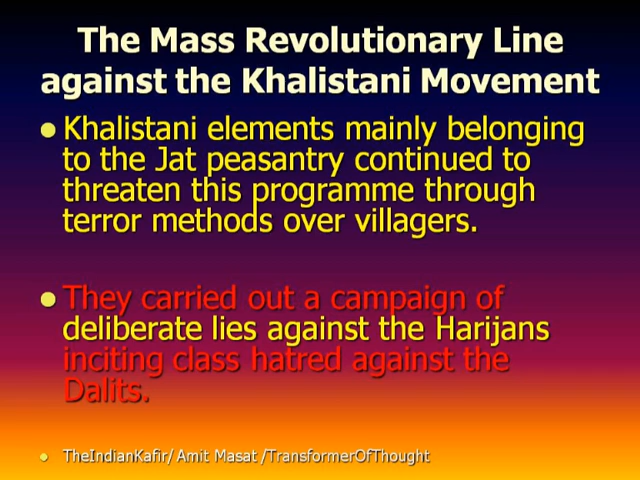 The Mass Revolutionary Line
against the Khalistani Movement
Khalistani elements mainly belonging
to the Jat peasantry continued to
threaten this programme through
terror methods over villagers.
They carried out a campaign of
deliberate lies against the Harijans
inciting class hatred against the
Dalits.
TheIndianKafir/ Amit Masat /TransformerOfThought